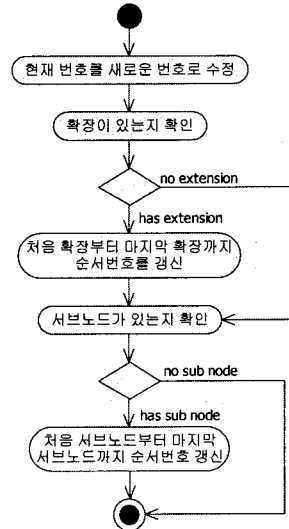 현재 번호를 새로운 번호로 수정
확장이 있는지 확인
no extension
has extension
처음 확장부터 마지막 확장까지
순서번호를 갱신
서브노드가 있는지 확인
no sub node
has sub node
처음 서브노드부터 마지막
서브노드까지 순서번호 갱신